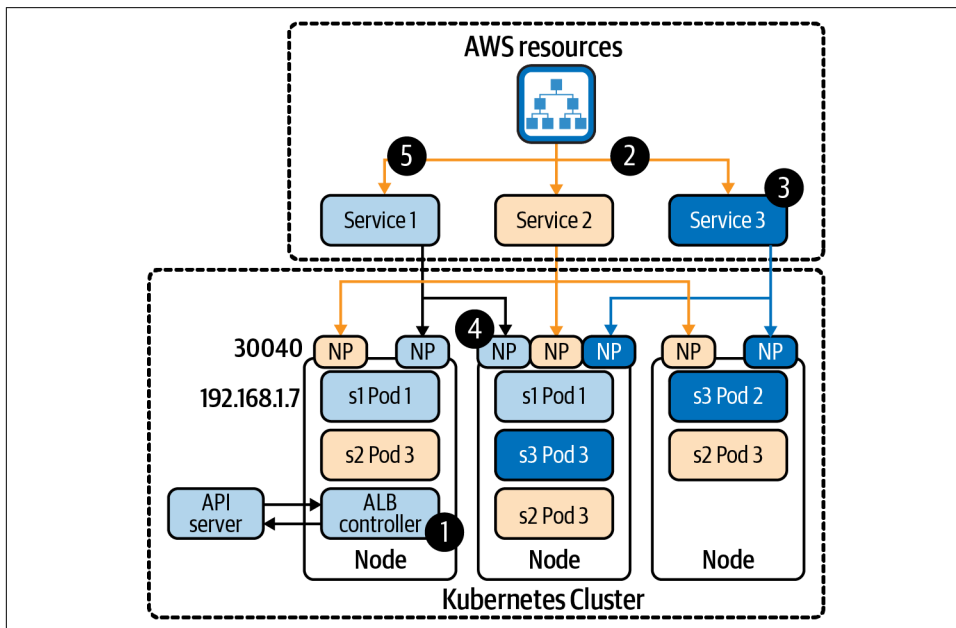 AWS resources
5
2
3
Service 1
Service 2
Service 3
4
30040
NP
NP
NP
NP
NP
NP
NP
192.168.1.7
s1 Pod 1
s1 Pod 1
s3 Pod 2
s2 Pod 3
s3 Pod 3
s2 Pod 3
API
server
ALB
controller
1
s2 Pod 3
Node
Node
Node
Kubernetes Cluster